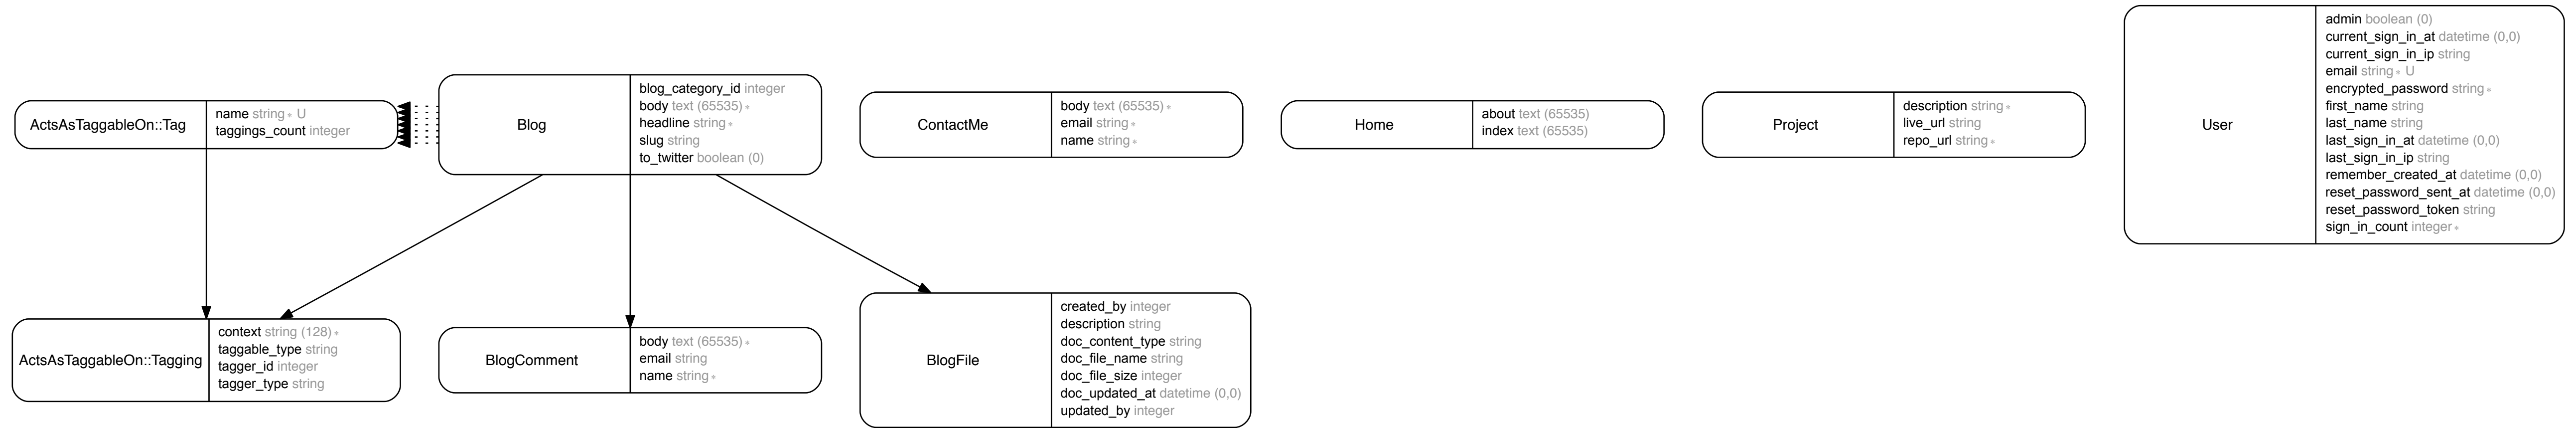 ActsAsTaggableOn::Tag
name string * U
taggings_count integer
Blog
blog_category_id integer
body text (65535) *
headline string *
slug string
to_twitter boolean (0)
ContactMe
body text (65535) *
email string *
name string *
Home
about text (65535)
index text (65535)
Project
description string *
live_url string
repo_url string *
User
admin boolean (0)
current_sign_in_at datetime (0,0)
current_sign_in_ip string
email string * U
encrypted_password string *
first_name string
last_name string
last_sign_in_at datetime (0,0)
last_sign_in_ip string
remember_created_at datetime (0,0)
reset_password_sent_at datetime (0,0)
reset_password_token string
sign_in_count integer *
ActsAsTaggableOn::Tagging
context string (128) *
taggable_type string
tagger_id integer
tagger_type string
BlogComment
body text (65535) *
email string
name string *
BlogFile
created_by integer
description string
doc_content_type string
doc_file_name string
doc_file_size integer
doc_updated_at datetime (0,0)
updated_by integer